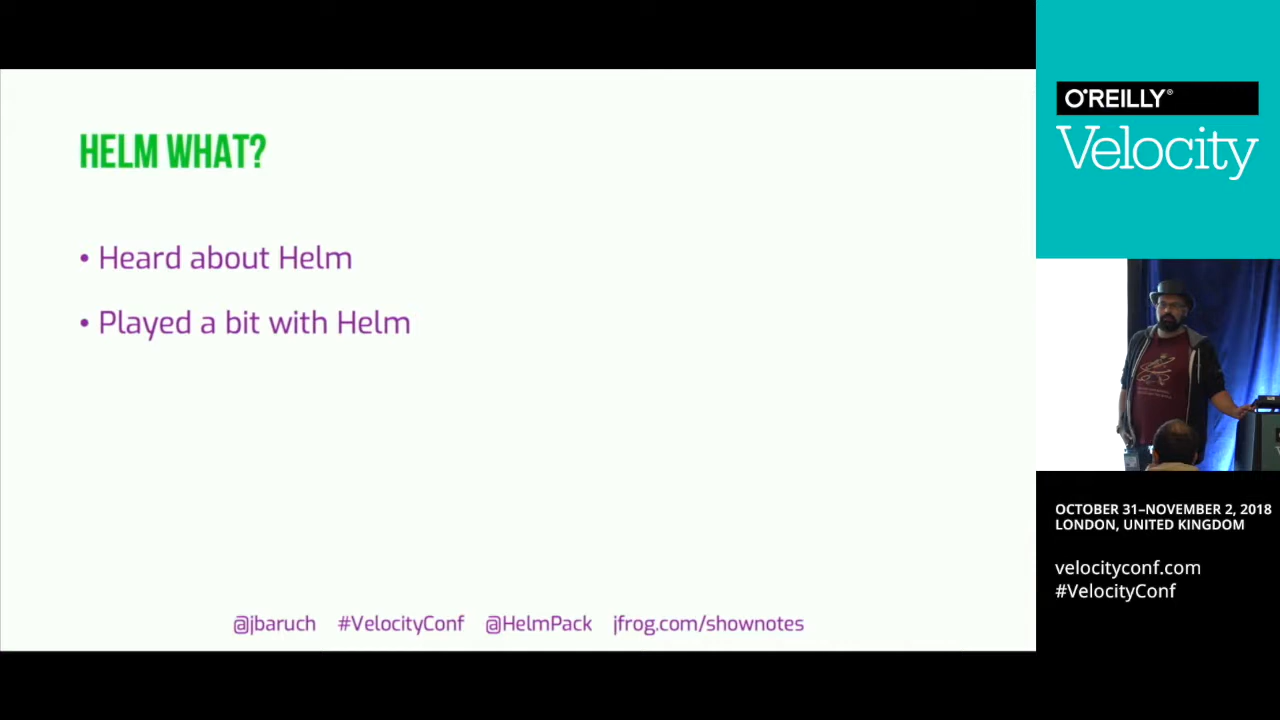 HELM WHAT?
• Heard about Helm
• Played a bit with Helm
@jbaruch #VelocityConf @HelmPack jfrog.com/shownotes
O'REILLY®
Velocity
OCTOBER 31–NOVEMBER 2, 2018
LONDON, UNITED KINGDOM
velocityconf.com
#VelocityConf